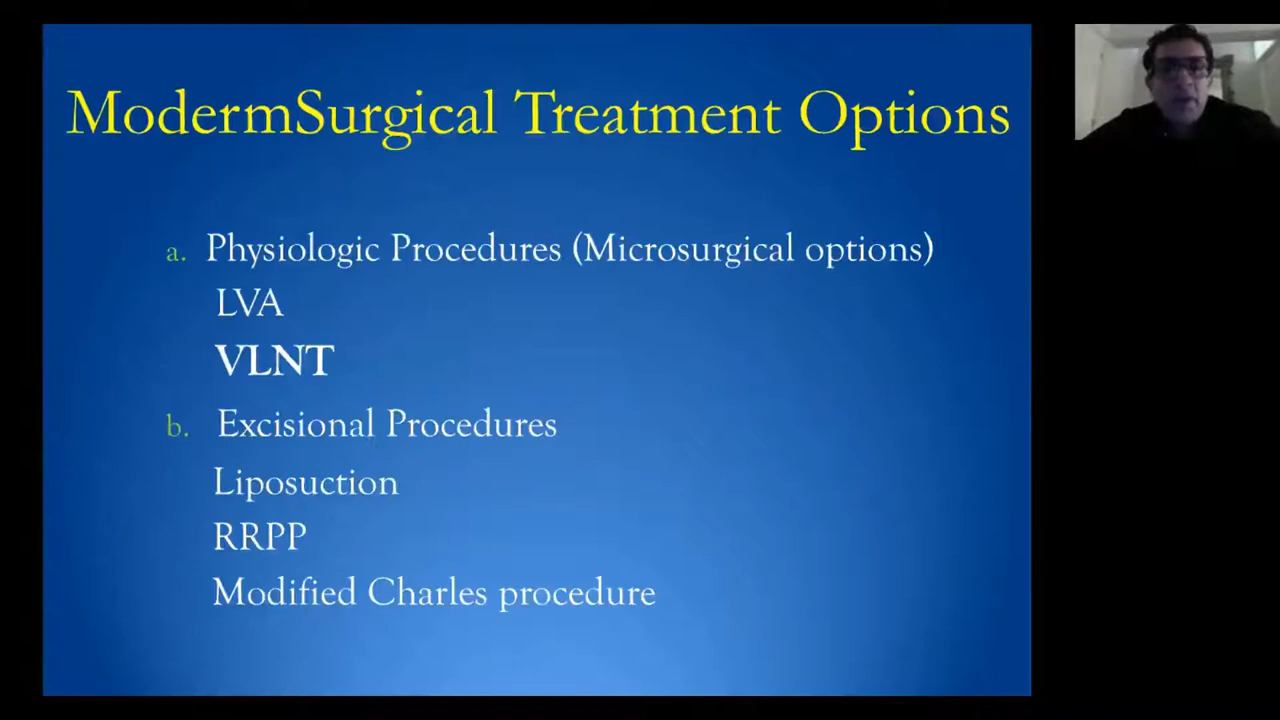 ModermSurgical Treatment Options
a. Physiologic Procedures (Microsurgical options)
LVA
VLNT
b. Excisional Procedures
Liposuction
RRPP
Modified Charles procedure